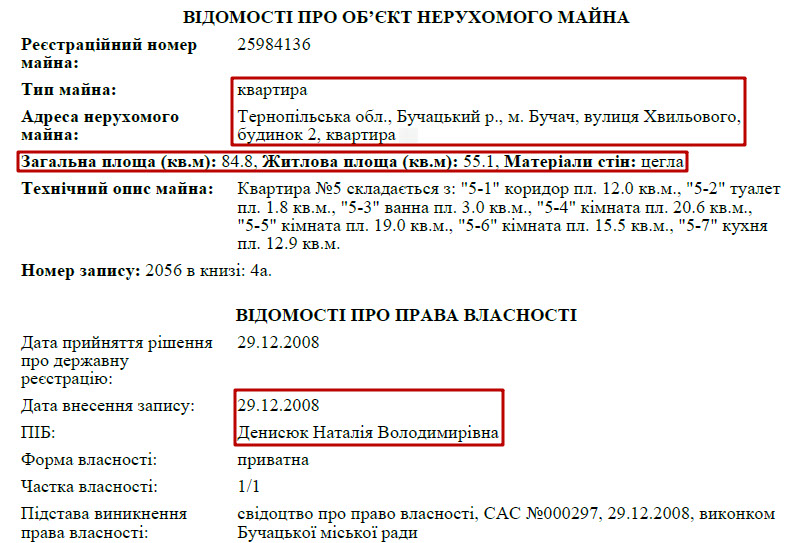 ВІДОМОСТІ ПРО ОБ’ЄКТ НЕРУХОМОГО МАЙНА
Реєстраційний номер майна: 25984136
Тип майна: квартира
Адреса нерухомого майна: Тернопільська обл., Бучацький р., м. Бучач, вулиця Хвильового,
будинок 2, квартира
Загальна площа (кв.м): 84.8, Житлова площа (кв.м): 55.1, Матеріали стін: цегла
Технічний опис майна: Квартира №5 складається з: "5-1" коридор пл. 12.0 кв.м., "5-2" туалет
пл. 1.8 кв.м., "5-3" ванна пл. 3.0 кв.м., "5-4" кімната пл. 20.6 кв.м.,
"5-5" кімната пл. 19.0 кв.м., "5-6" кімната пл. 15.5 кв.м., "5-7" кухня
пл. 12.9 кв.м.
Номер запису: 2056 в книзі: 4а.
ВІДОМОСТІ ПРО ПРАВА ВЛАСНОСТІ
Дата прийняття рішення про державну реєстрацію: 29.12.2008
Дата внесення запису: 29.12.2008
ПІБ: Денисюк Наталія Володимирівна
Форма власності: приватна
Частка власності: 1/1
Підстава виникнення права власності: свідоцтво про право власності, САС №000297, 29.12.2008, виконком
Бучацької міської ради